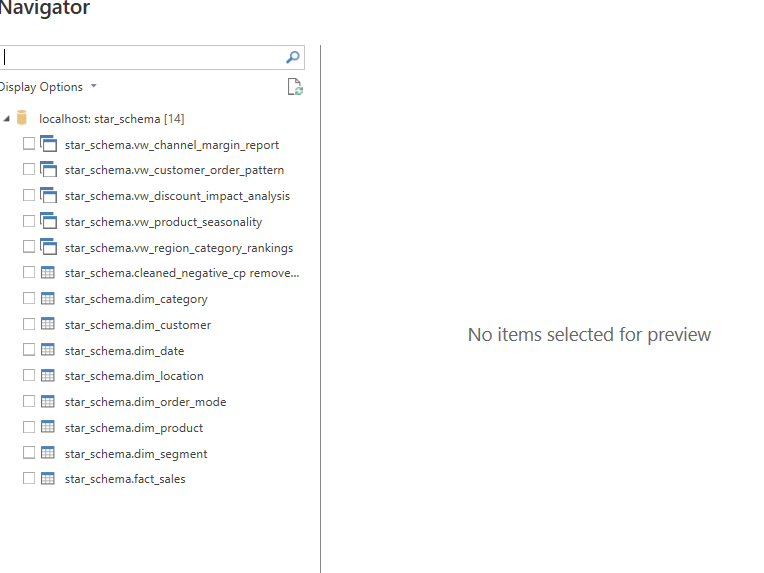 Navigator
Display Options
localhost: star_schema [14]
star_schema.vw_channel_margin_report
star_schema.vw_customer_order_pattern
star_schema.vw_discount_impact_analysis
star_schema.vw_product_seasonality
star_schema.vw_region_category_rankings
star_schema.cleaned_negative_cp remove...
star_schema.dim_category
star_schema.dim_customer
star_schema.dim_date
star_schema.dim_location
star_schema.dim_order_mode
star_schema.dim_product
star_schema.dim_segment
star_schema.fact_sales
No items selected for preview